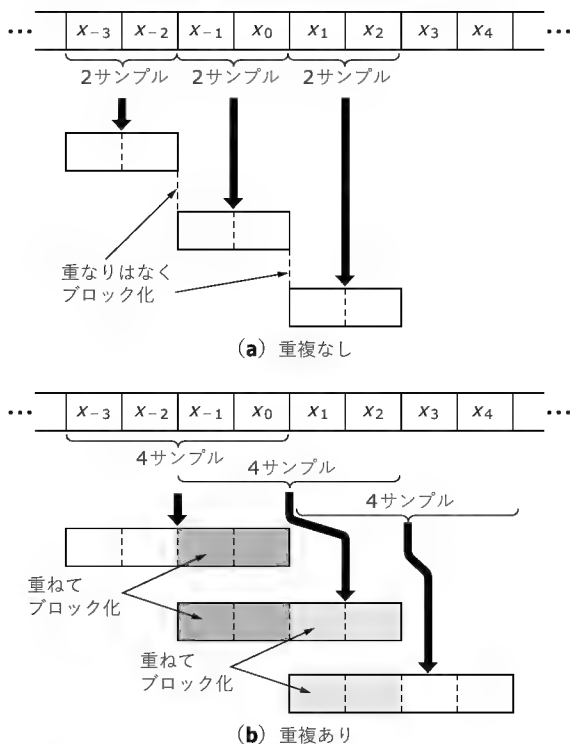 … x₋₃ x₋₂ x₋₁ x₀ x₁ x₂ x₃ x₄ …
2サンプル 2サンプル 2サンプル
重なりはなく
ブロック化
(a) 重複なし
… x₋₃ x₋₂ x₋₁ x₀ x₁ x₂ x₃ x₄ …
4サンプル
4サンプル
4サンプル
重ねて
ブロック化
重ねて
ブロック化
(b) 重複あり